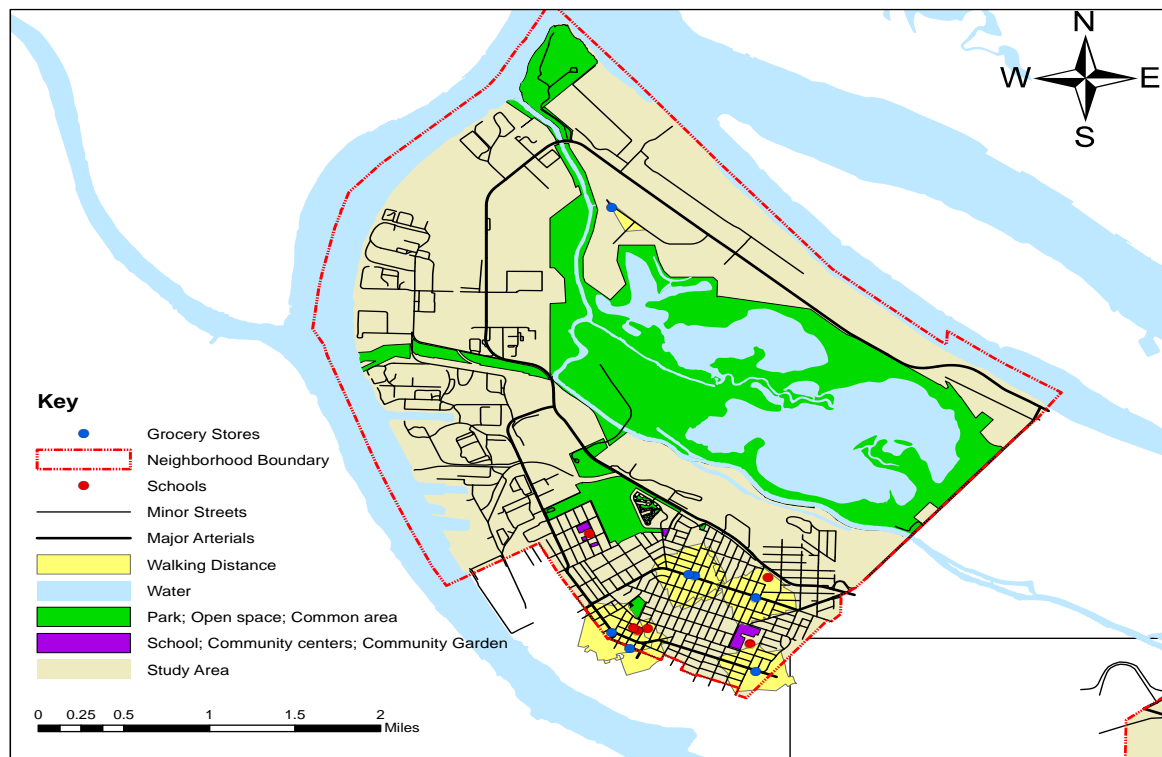 N
W E
S
Key
Grocery Stores
Neighborhood Boundary
Schools
Minor Streets
Major Arterials
Walking Distance
Water
Park; Open space; Common area
School; Community centers; Community Garden
Study Area
0 0.25 0.5 1 1.5 2
Miles